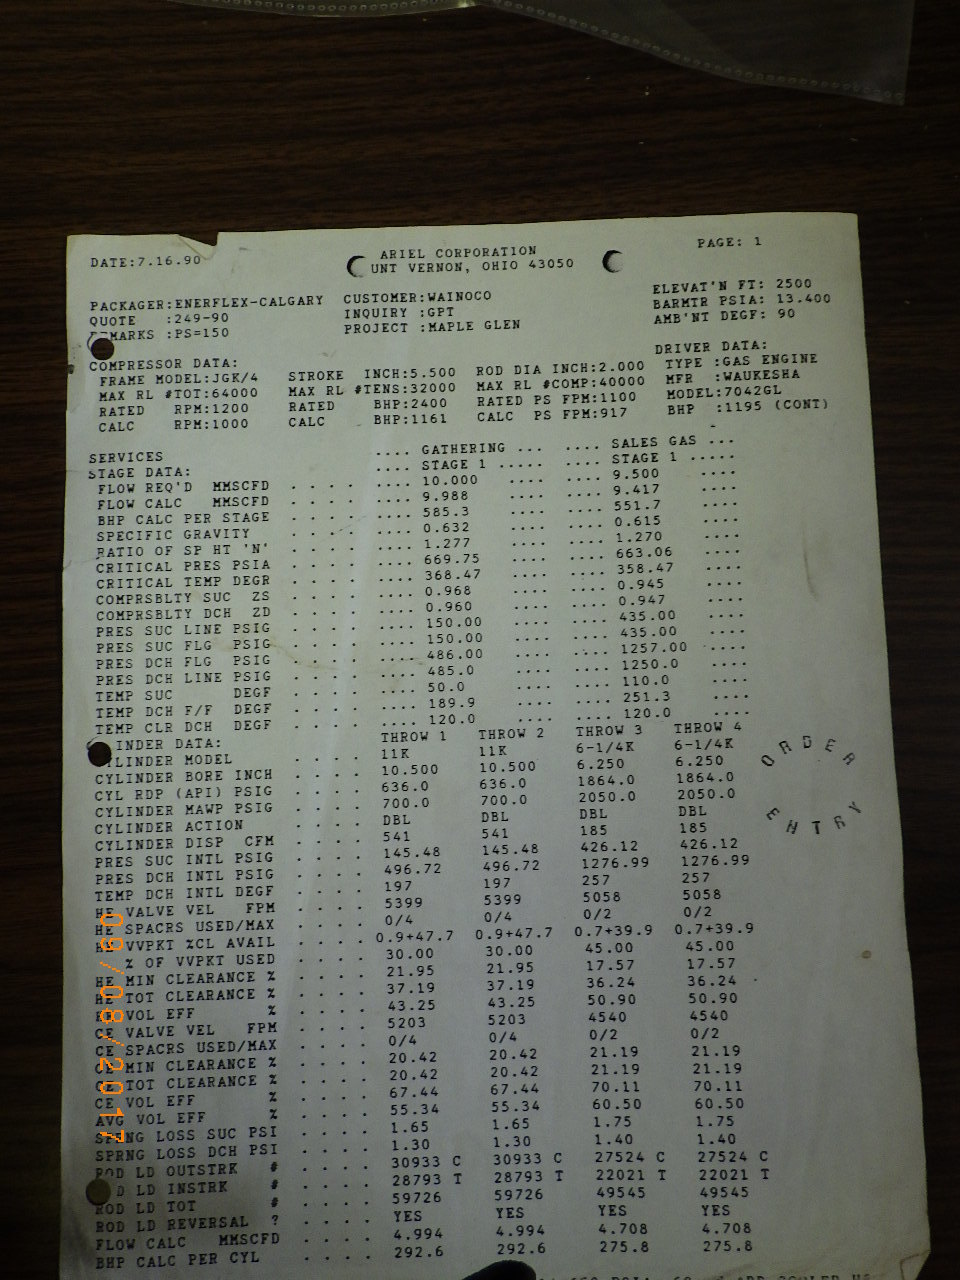 DATE:7.16.90 ARIEL CORPORATION PAGE: 1
UNT VERNON, OHIO 43050
PACKAGER:ENERFLEX-CALGARY CUSTOMER:WAINOCO ELEVAT'N FT: 2500
QUOTE :249-90 INQUIRY :GPT BARMTR PSIA: 13.400
MARKS :PS=150 PROJECT :MAPLE GLEN AMB'NT DEGF: 90
COMPRESSOR DATA: DRIVER DATA:
FRAME MODEL:JGK/4 STROKE INCH:5.500 ROD DIA INCH:2.000 TYPE :GAS ENGINE
MAX RL #TOT:64000 MAX RL #TENS:32000 MAX RL #COMP:40000 MFR :WAUKESHA
RATED RPM:1200 RATED BHP:2400 RATED PS FPM:1100 MODEL:7042GL
CALC RPM:1000 CALC BHP:1161 CALC PS FPM:917 BHP :1195 (CONT)
SERVICES .... GATHERING ... .... SALES GAS ...
STAGE DATA: .... STAGE 1 ..... .... STAGE 1 .....
FLOW REQ'D MMSCFD . . . . .... 10.000 .... .... 9.500 ....
FLOW CALC MMSCFD . . . . .... 9.988 .... .... 9.417 ....
BHP CALC PER STAGE . . . . .... 585.3 .... .... 551.7 ....
SPECIFIC GRAVITY . . . . .... 0.632 .... .... 0.615 ....
RATIO OF SP HT 'N' . . . . .... 1.277 .... .... 1.270 ....
CRITICAL PRES PSIA . . . . .... 669.75 .... .... 663.06 ....
CRITICAL TEMP DEGR . . . . .... 368.47 .... .... 358.47 ....
COMPRSBLTY SUC ZS . . . . .... 0.968 .... .... 0.945 ....
COMPRSBLTY DCH ZD . . . . .... 0.960 .... .... 0.947 ....
PRES SUC LINE PSIG . . . . .... 150.00 .... .... 435.00 ....
PRES SUC FLG PSIG . . . . .... 150.00 .... .... 435.00 ....
PRES DCH FLG PSIG . . . . .... 486.00 .... .... 1257.00 ....
PRES DCH LINE PSIG . . . . .... 485.0 .... .... 1250.0 ....
TEMP SUC DEGF . . . . .... 50.0 .... .... 110.0 ....
TEMP DCH F/F DEGF . . . . .... 189.9 .... .... 251.3 ....
TEMP CLR DCH DEGF . . . . .... 120.0 .... .... 120.0 ....
INDER DATA: THROW 1 THROW 2 THROW 3 THROW 4
YLINDER MODEL . . . . 11K 11K 6-1/4K 6-1/4K
CYLINDER BORE INCH . . . . 10.500 10.500 6.250 6.250
CYL RDP (API) PSIG . . . . 636.0 636.0 1864.0 1864.0
CYLINDER MAWP PSIG . . . . 700.0 700.0 2050.0 2050.0
CYLINDER ACTION . . . . DBL DBL DBL DBL
CYLINDER DISP CFM . . . . 541 541 185 185
PRES SUC INTL PSIG . . . . 145.48 145.48 426.12 426.12
PRES DCH INTL PSIG . . . . 496.72 496.72 1276.99 1276.99
TEMP DCH INTL DEGF . . . . 197 197 257 257
HE VALVE VEL FPM . . . . 5399 5399 5058 5058
HE SPACRS USED/MAX . . . . 0/4 0/4 0/2 0/2
HE VVPKT %CL AVAIL . . . . 0.9+47.7 0.9+47.7 0.7+39.9 0.7+39.9
% OF VVPKT USED . . . . 30.00 30.00 45.00 45.00
HE MIN CLEARANCE % . . . . 21.95 21.95 17.57 17.57
HE TOT CLEARANCE % . . . . 37.19 37.19 36.24 36.24
HE VOL EFF % . . . . 43.25 43.25 50.90 50.90
CE VALVE VEL FPM . . . . 5203 5203 4540 4540
CE SPACRS USED/MAX . . . . 0/4 0/4 0/2 0/2
CE MIN CLEARANCE % . . . . 20.42 20.42 21.19 21.19
CE TOT CLEARANCE % . . . . 20.42 20.42 21.19 21.19
CE VOL EFF % . . . . 67.44 67.44 70.11 70.11
AVG VOL EFF % . . . . 55.34 55.34 60.50 60.50
SPRNG LOSS SUC PSI . . . . 1.65 1.65 1.75 1.75
SPRNG LOSS DCH PSI . . . . 1.30 1.30 1.40 1.40
ROD LD OUTSTRK # . . . . 30933 C 30933 C 27524 C 27524 C
D LD INSTRK # . . . . 28793 T 28793 T 22021 T 22021 T
ROD LD TOT # . . . . 59726 59726 49545 49545
ROD LD REVERSAL ? . . . . YES YES YES YES
FLOW CALC MMSCFD . . . . 4.994 4.994 4.708 4.708
BHP CALC PER CYL . . . . 292.6 292.6 275.8 275.8
ORDER
ENTRY
09/08/2017